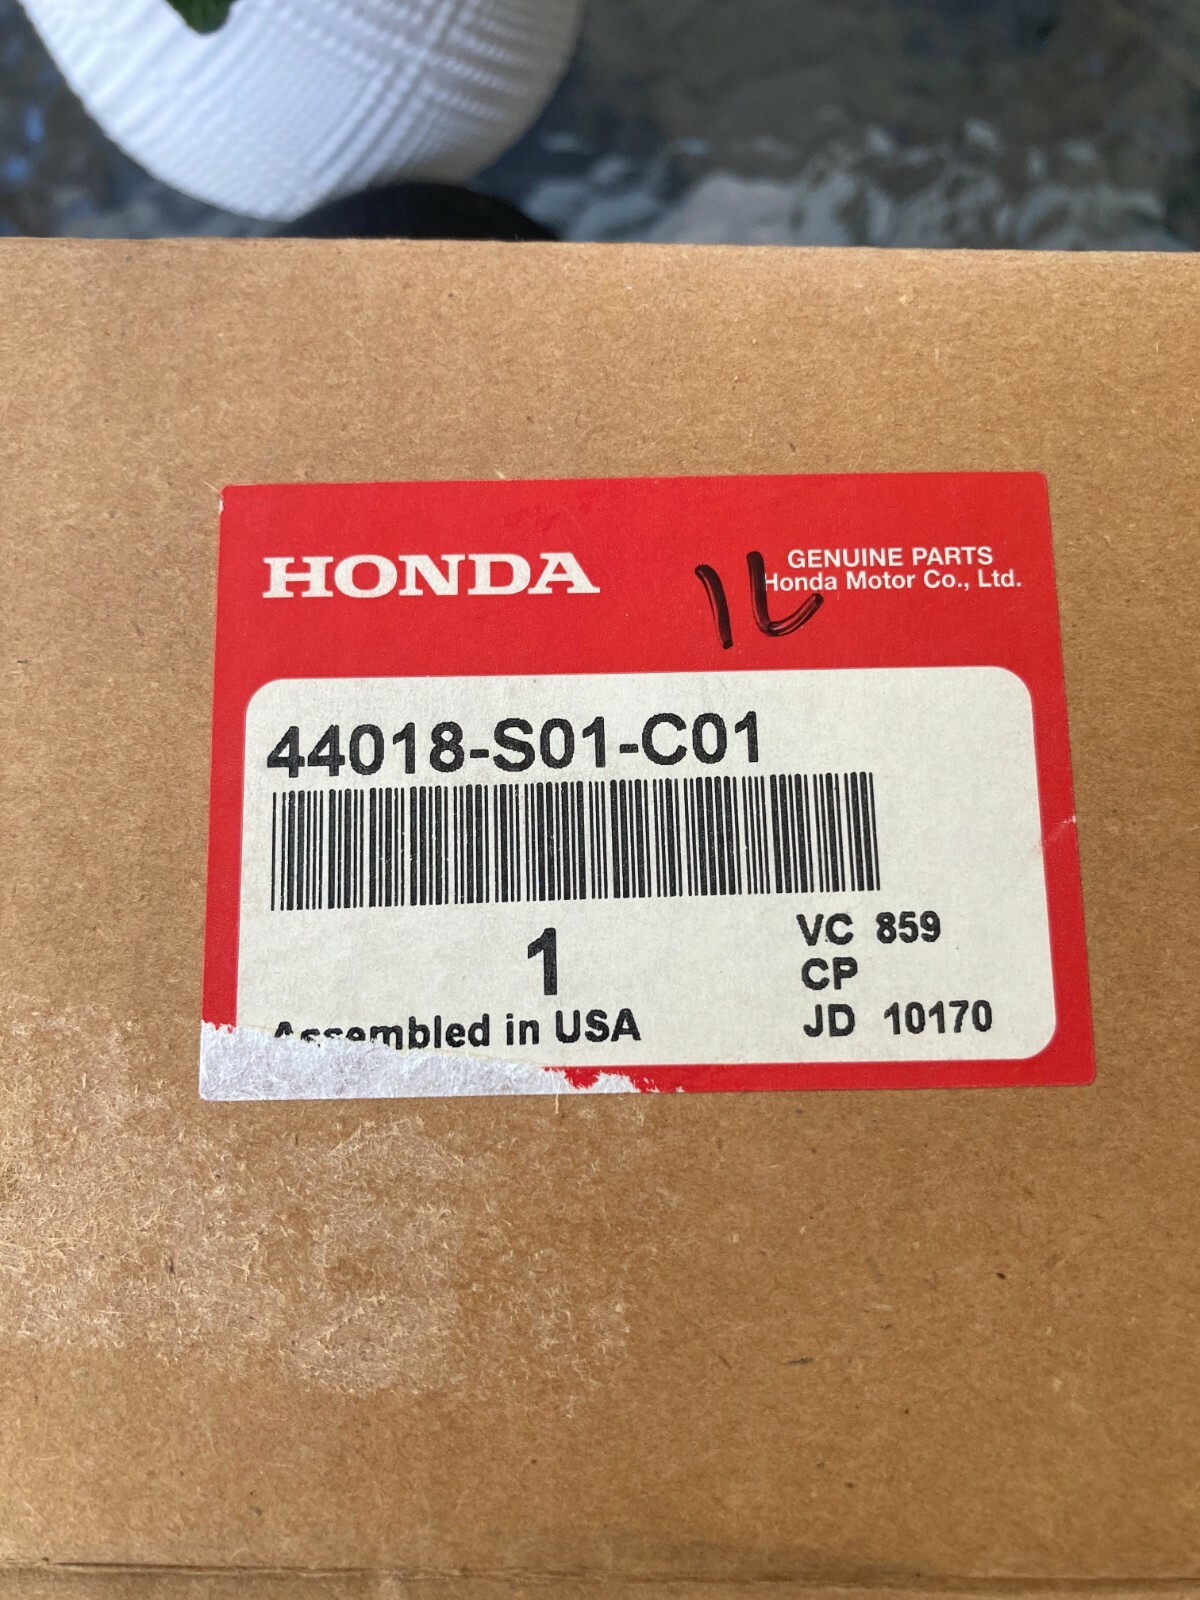 HONDA
GENUINE PARTS
Honda Motor Co., Ltd.
1L
44018-S01-C01
1
VC 859
CP
JD 10170
Assembled in USA